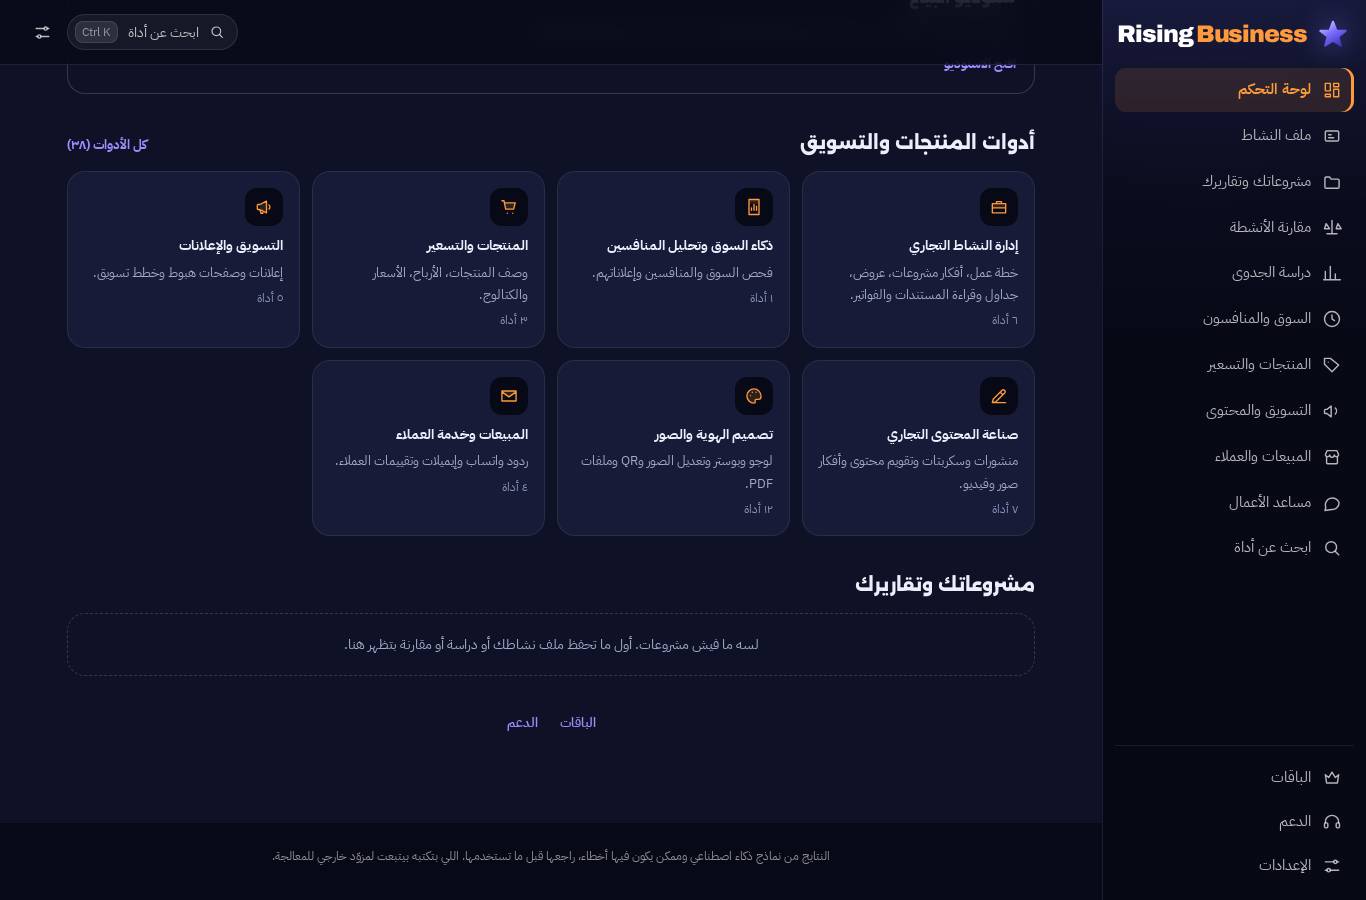 RisingBusiness
لوحة التحكم
ملف النشاط
مشروعاتك وتقاريرك
مقارنة الأنشطة
دراسة الجدوى
السوق والمنافسون
المنتجات والتسعير
التسويق والمحتوى
المبيعات والعملاء
مساعد الأعمال
ابحث عن أداة
الباقات
الدعم
الإعدادات
ابحث عن أداة Ctrl K
أدوات المنتجات والتسويق
كل الأدوات (٣٨)
إدارة النشاط التجاري
خطة عمل، أفكار مشروعات، عروض،
جداول وقراءة المستندات والفواتير.
٦ أداة
ذكاء السوق وتحليل المنافسين
فحص السوق والمنافسين وإعلاناتهم.
١ أداة
المنتجات والتسعير
وصف المنتجات، الأرباح، الأسعار
والكتالوج.
٣ أداة
التسويق والإعلانات
إعلانات وصفحات هبوط وخطط تسويق.
٥ أداة
صناعة المحتوى التجاري
منشورات وسكربتات وتقويم محتوى وأفكار
صور وفيديو.
٧ أداة
تصميم الهوية والصور
لوجو وبوستر وتعديل الصور وQR وملفات
PDF.
١٢ أداة
المبيعات وخدمة العملاء
ردود واتساب وإيميلات وتقييمات العملاء.
٤ أداة
مشروعاتك وتقاريرك
لسه ما فيش مشروعات. أول ما تحفظ ملف نشاطك أو دراسة أو مقارنة بتظهر هنا.
الباقات
الدعم
النتايج من نماذج ذكاء اصطناعي وممكن يكون فيها أخطاء، راجعها قبل ما تستخدمها. اللي بتكتبه بيتبعت لمزوّد خارجي للمعالجة.